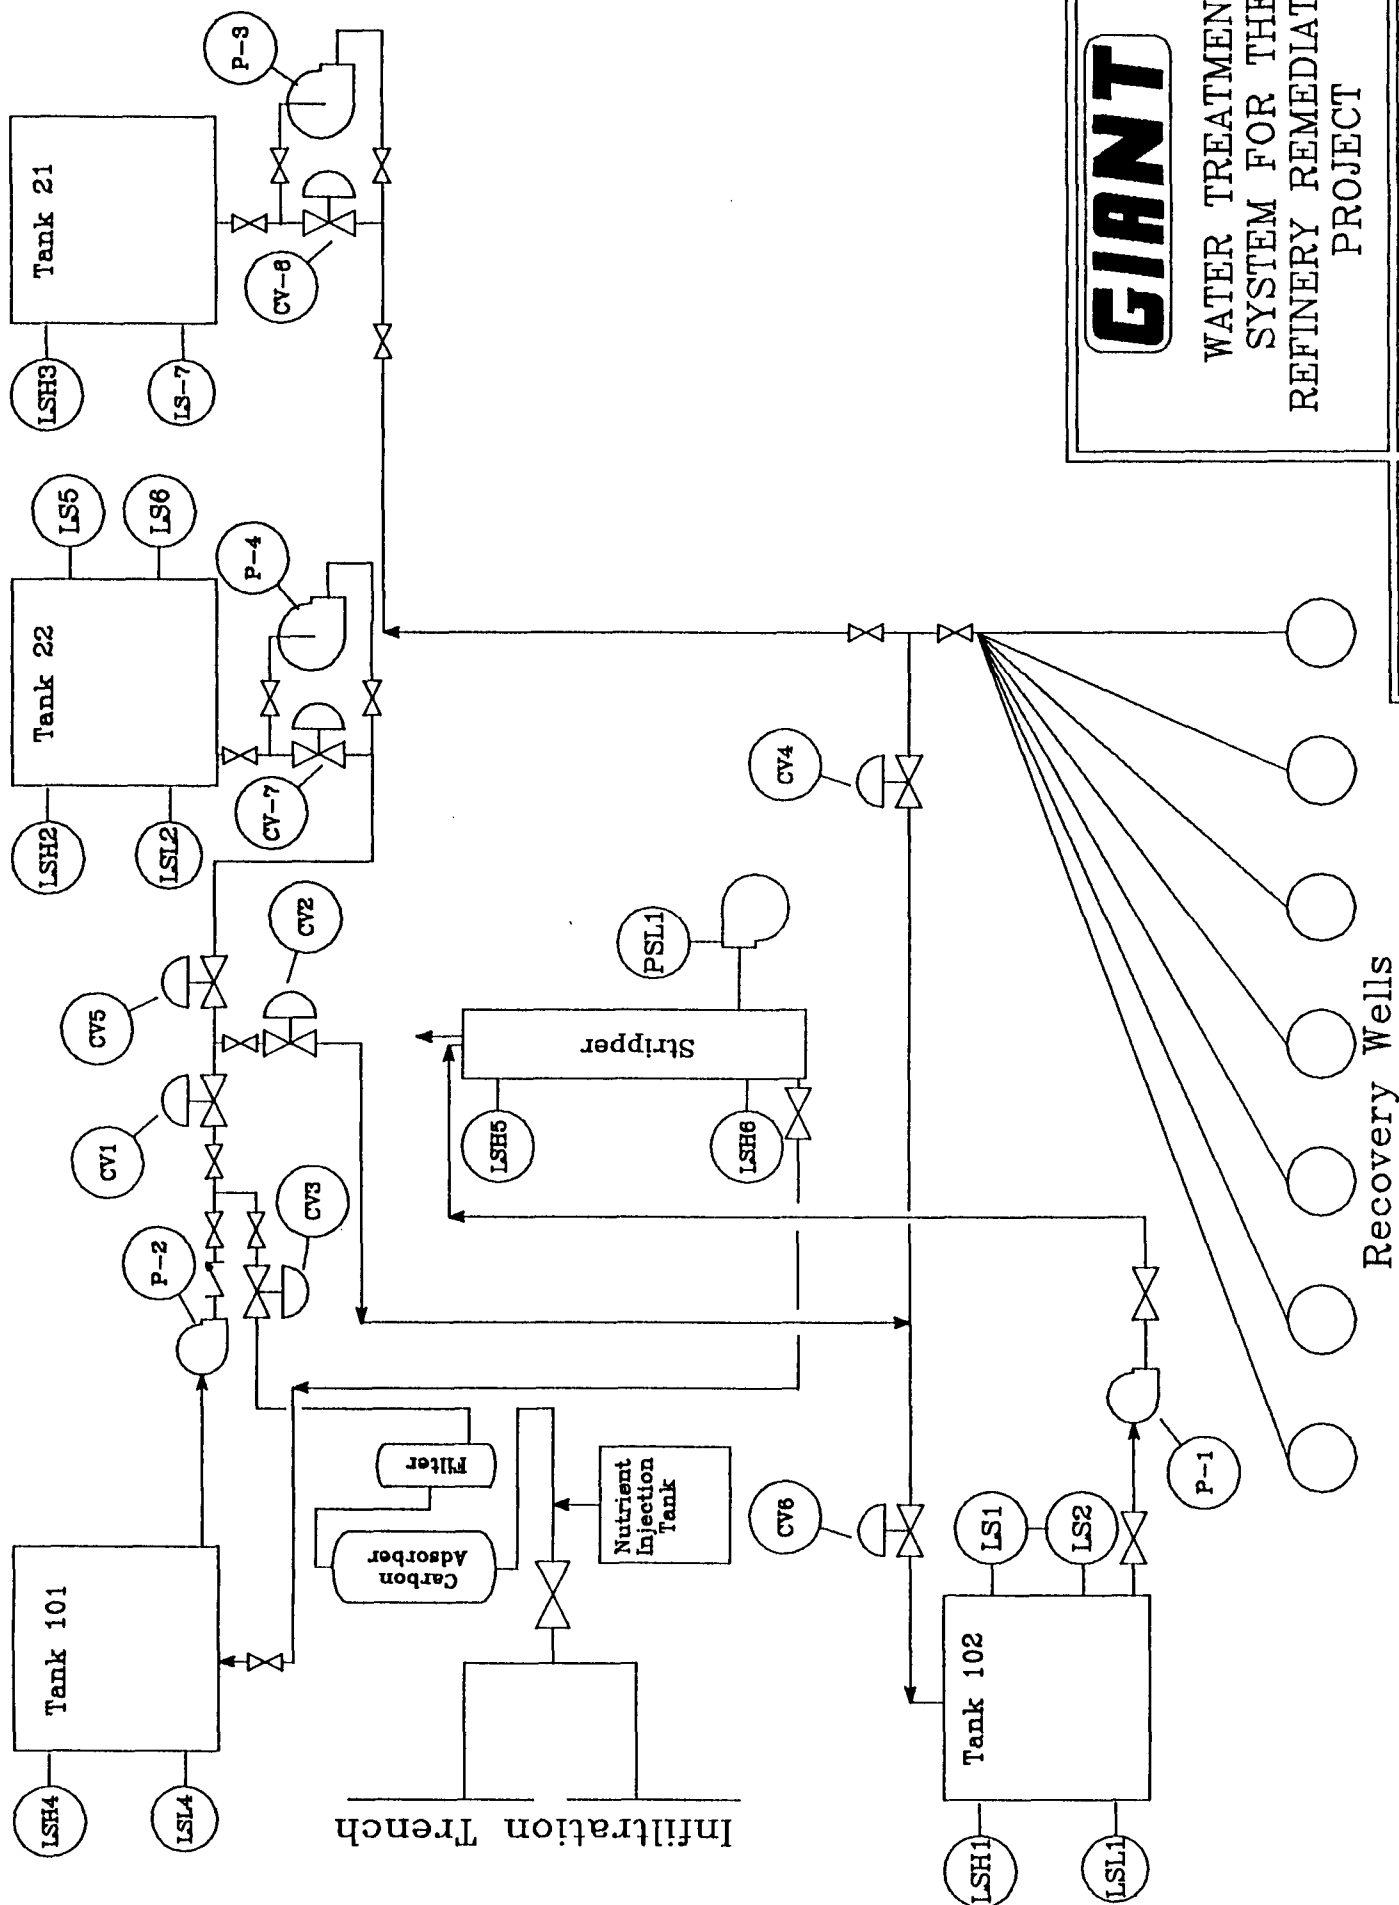 LSH4
Tank 101
LSL4
P-2
CV1
CV5
CV3
CV2
LSH2
Tank 22
LS5
LSL2
LS6
CV-7
P-4
LSH3
Tank 21
LS-7
CV-8
P-3
Infiltration Trench
Carbon
Adsorber
Filter
Nutrient
Injection
Tank
LSH5
Stripper
LSH6
PSL1
CV6
CV4
LSH1
Tank 102
LS1
LSL1
LS2
P-1
Recovery Wells
GIANT
WATER TREATMEN
SYSTEM FOR THE
REFINERY REMEDIAT
PROJECT